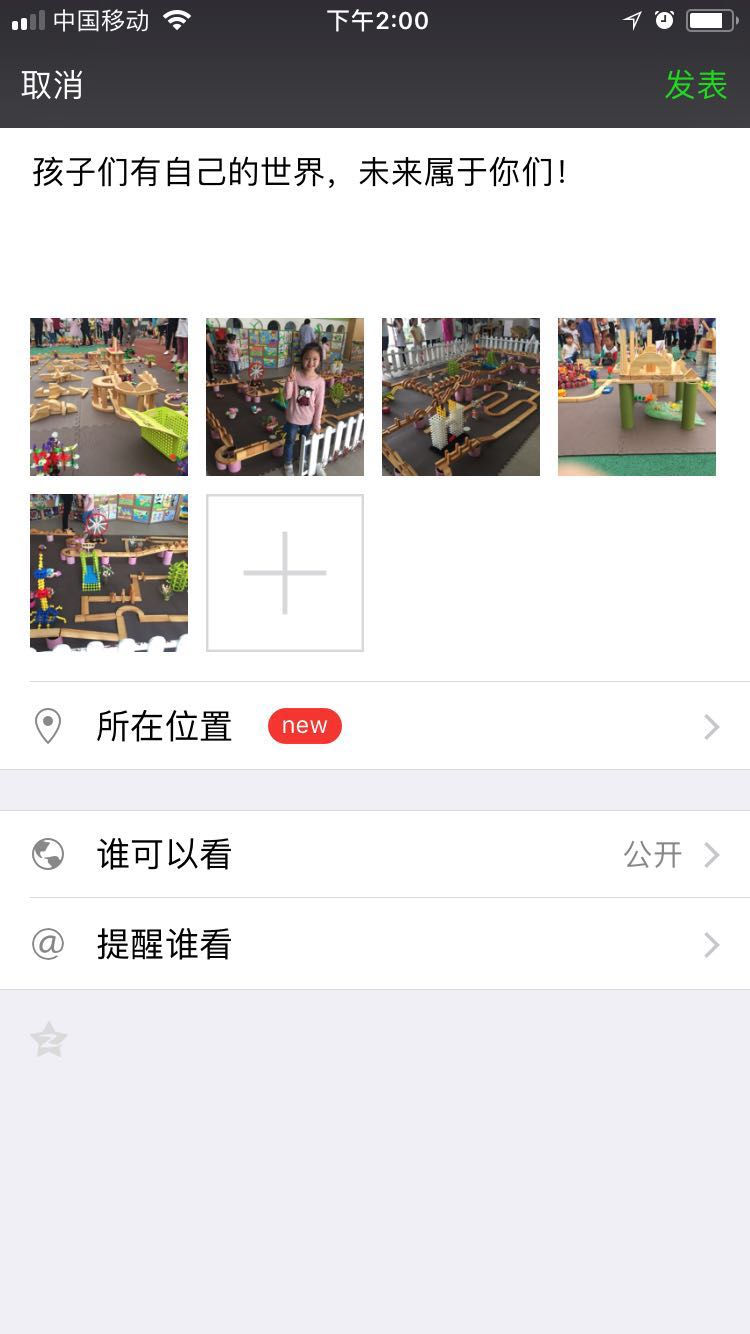 中国移动 下午2:00
取消 发表
孩子们有自己的世界，未来属于你们！
所在位置 new
谁可以看 公开
提醒谁看